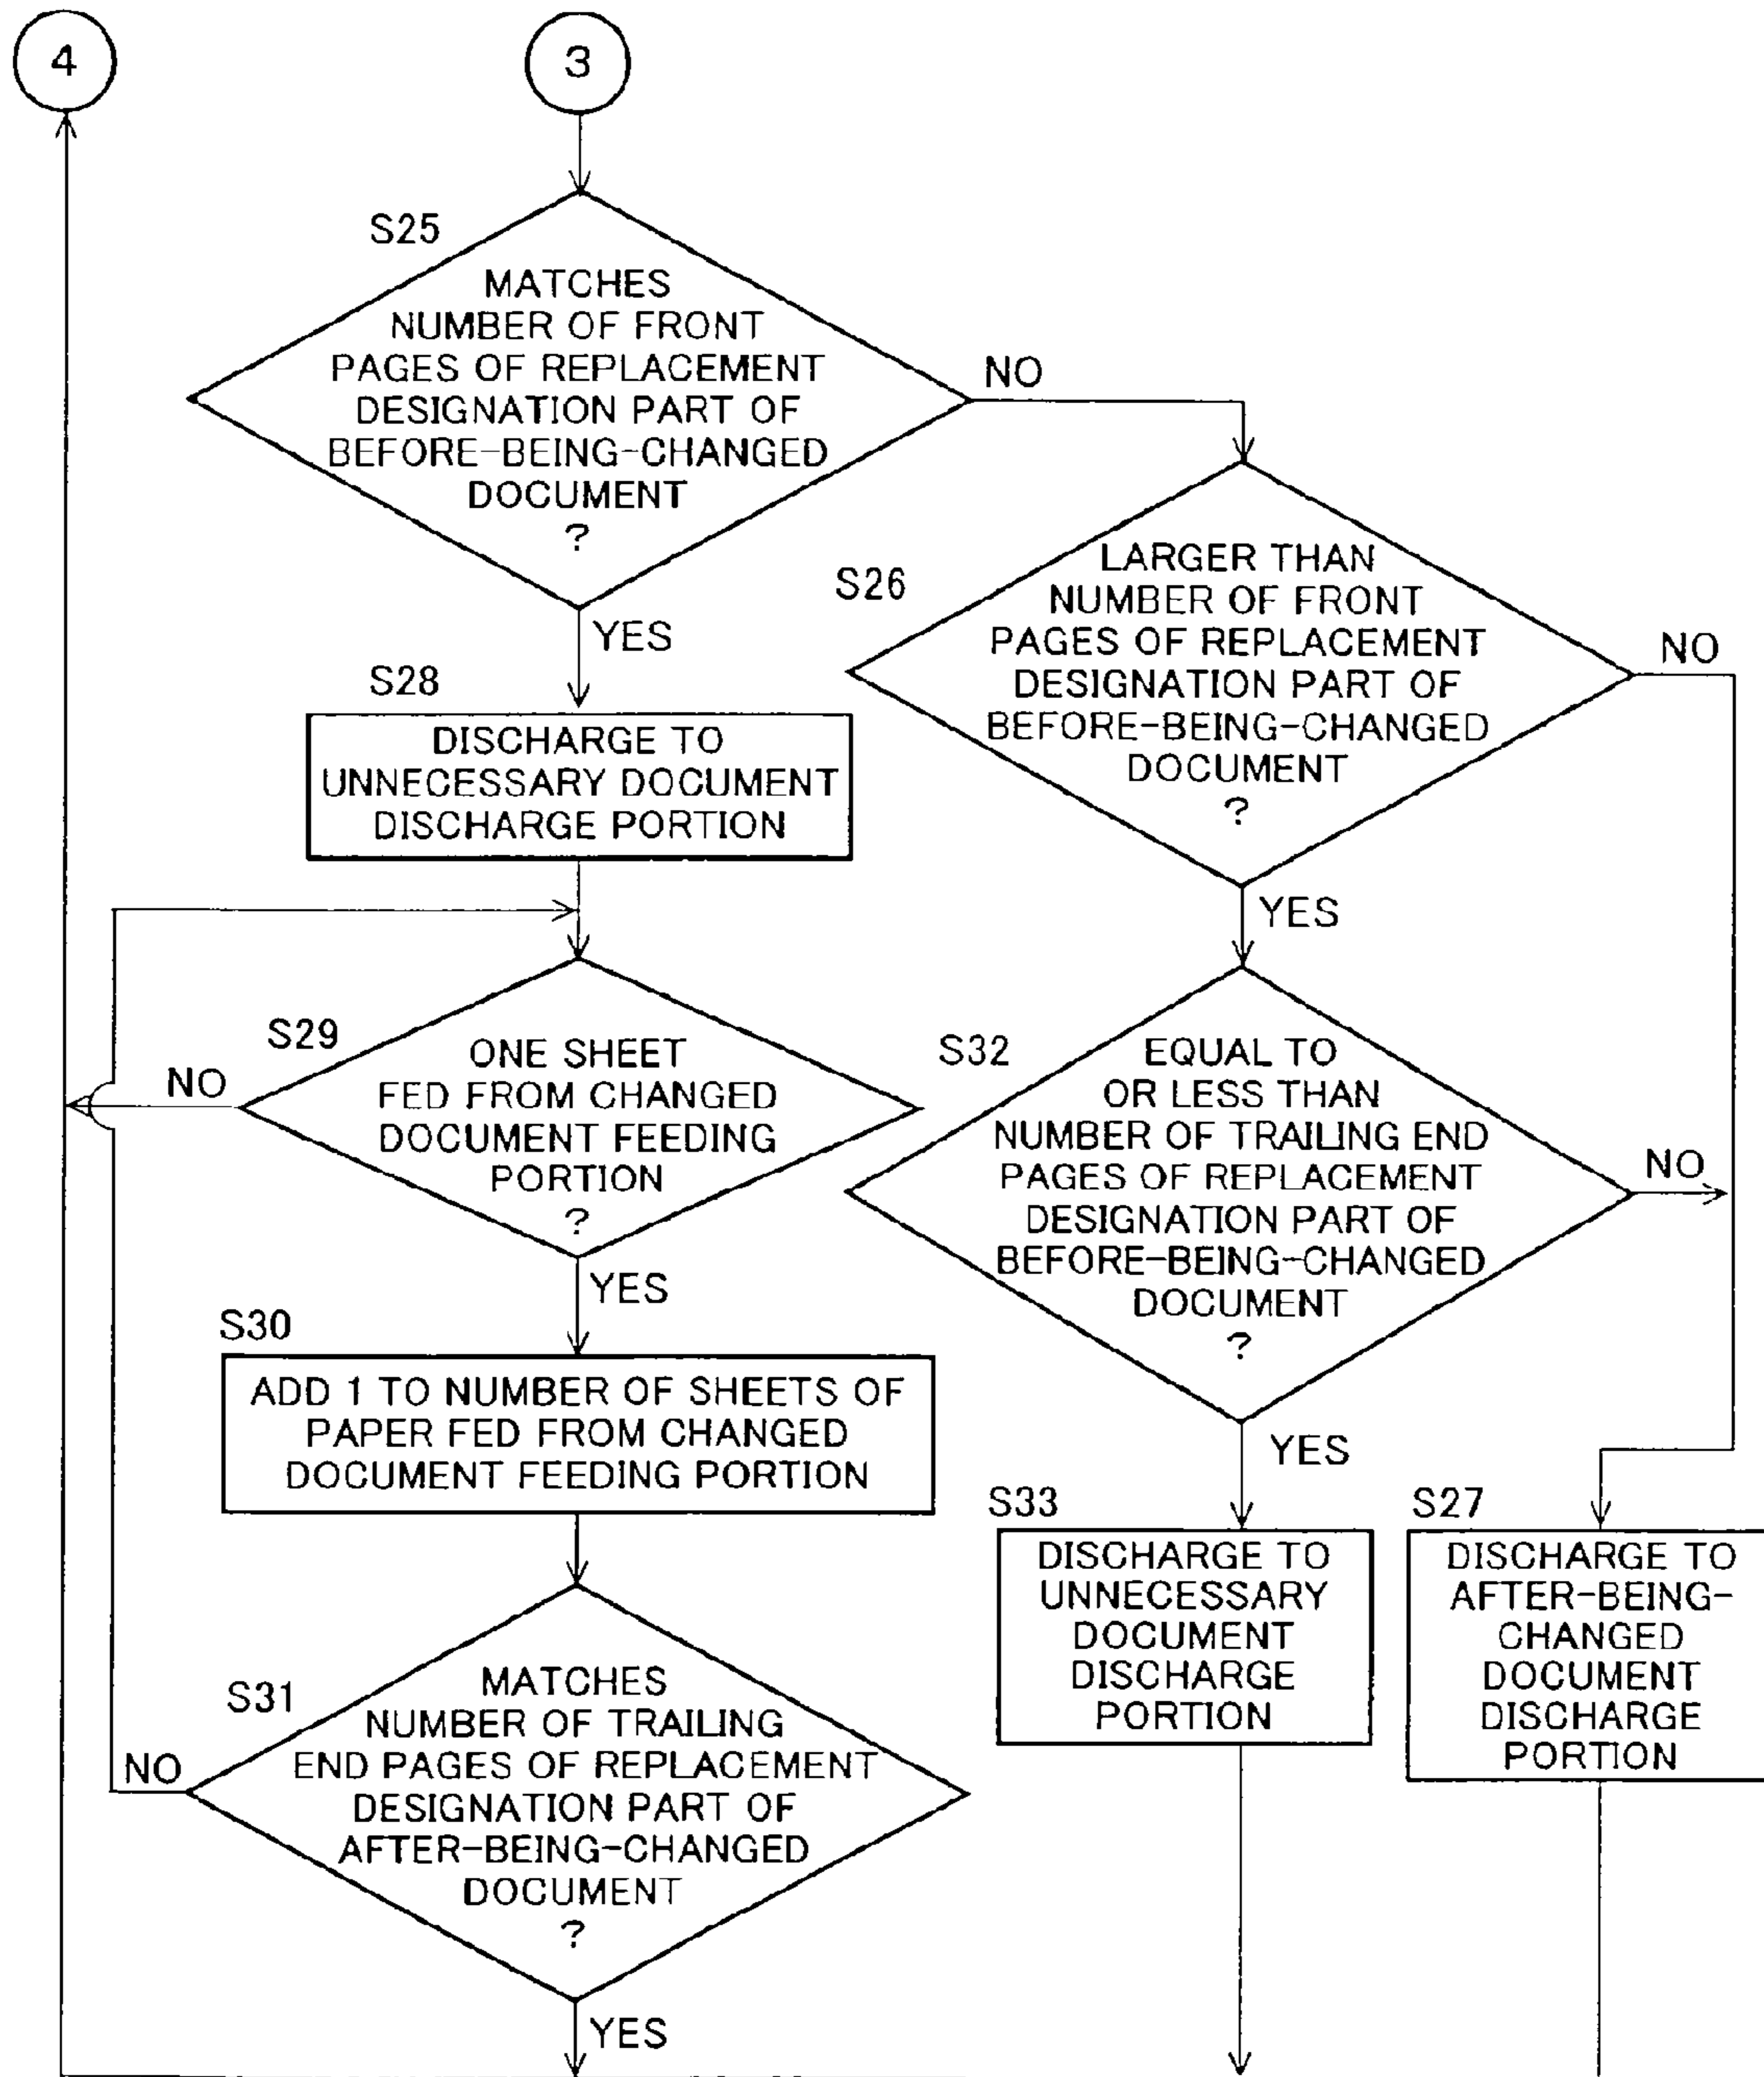 4
3
S25
MATCHES
NUMBER OF FRONT
PAGES OF REPLACEMENT
DESIGNATION PART OF
BEFORE-BEING-CHANGED
DOCUMENT
?
NO
YES
S26
LARGER THAN
NUMBER OF FRONT
PAGES OF REPLACEMENT
DESIGNATION PART OF
BEFORE-BEING-CHANGED
DOCUMENT
?
NO
YES
S28
DISCHARGE TO
UNNECESSARY DOCUMENT
DISCHARGE PORTION
S29
ONE SHEET
FED FROM CHANGED
DOCUMENT FEEDING
PORTION
?
NO
YES
S32
EQUAL TO
OR LESS THAN
NUMBER OF TRAILING END
PAGES OF REPLACEMENT
DESIGNATION PART OF
BEFORE-BEING-CHANGED
DOCUMENT
?
NO
YES
S30
ADD 1 TO NUMBER OF SHEETS OF
PAPER FED FROM CHANGED
DOCUMENT FEEDING PORTION
S33
DISCHARGE TO
UNNECESSARY
DOCUMENT
DISCHARGE
PORTION
S27
DISCHARGE TO
AFTER-BEING-
CHANGED
DOCUMENT
DISCHARGE
PORTION
S31
MATCHES
NUMBER OF TRAILING
END PAGES OF REPLACEMENT
DESIGNATION PART OF
AFTER-BEING-CHANGED
DOCUMENT
?
NO
YES